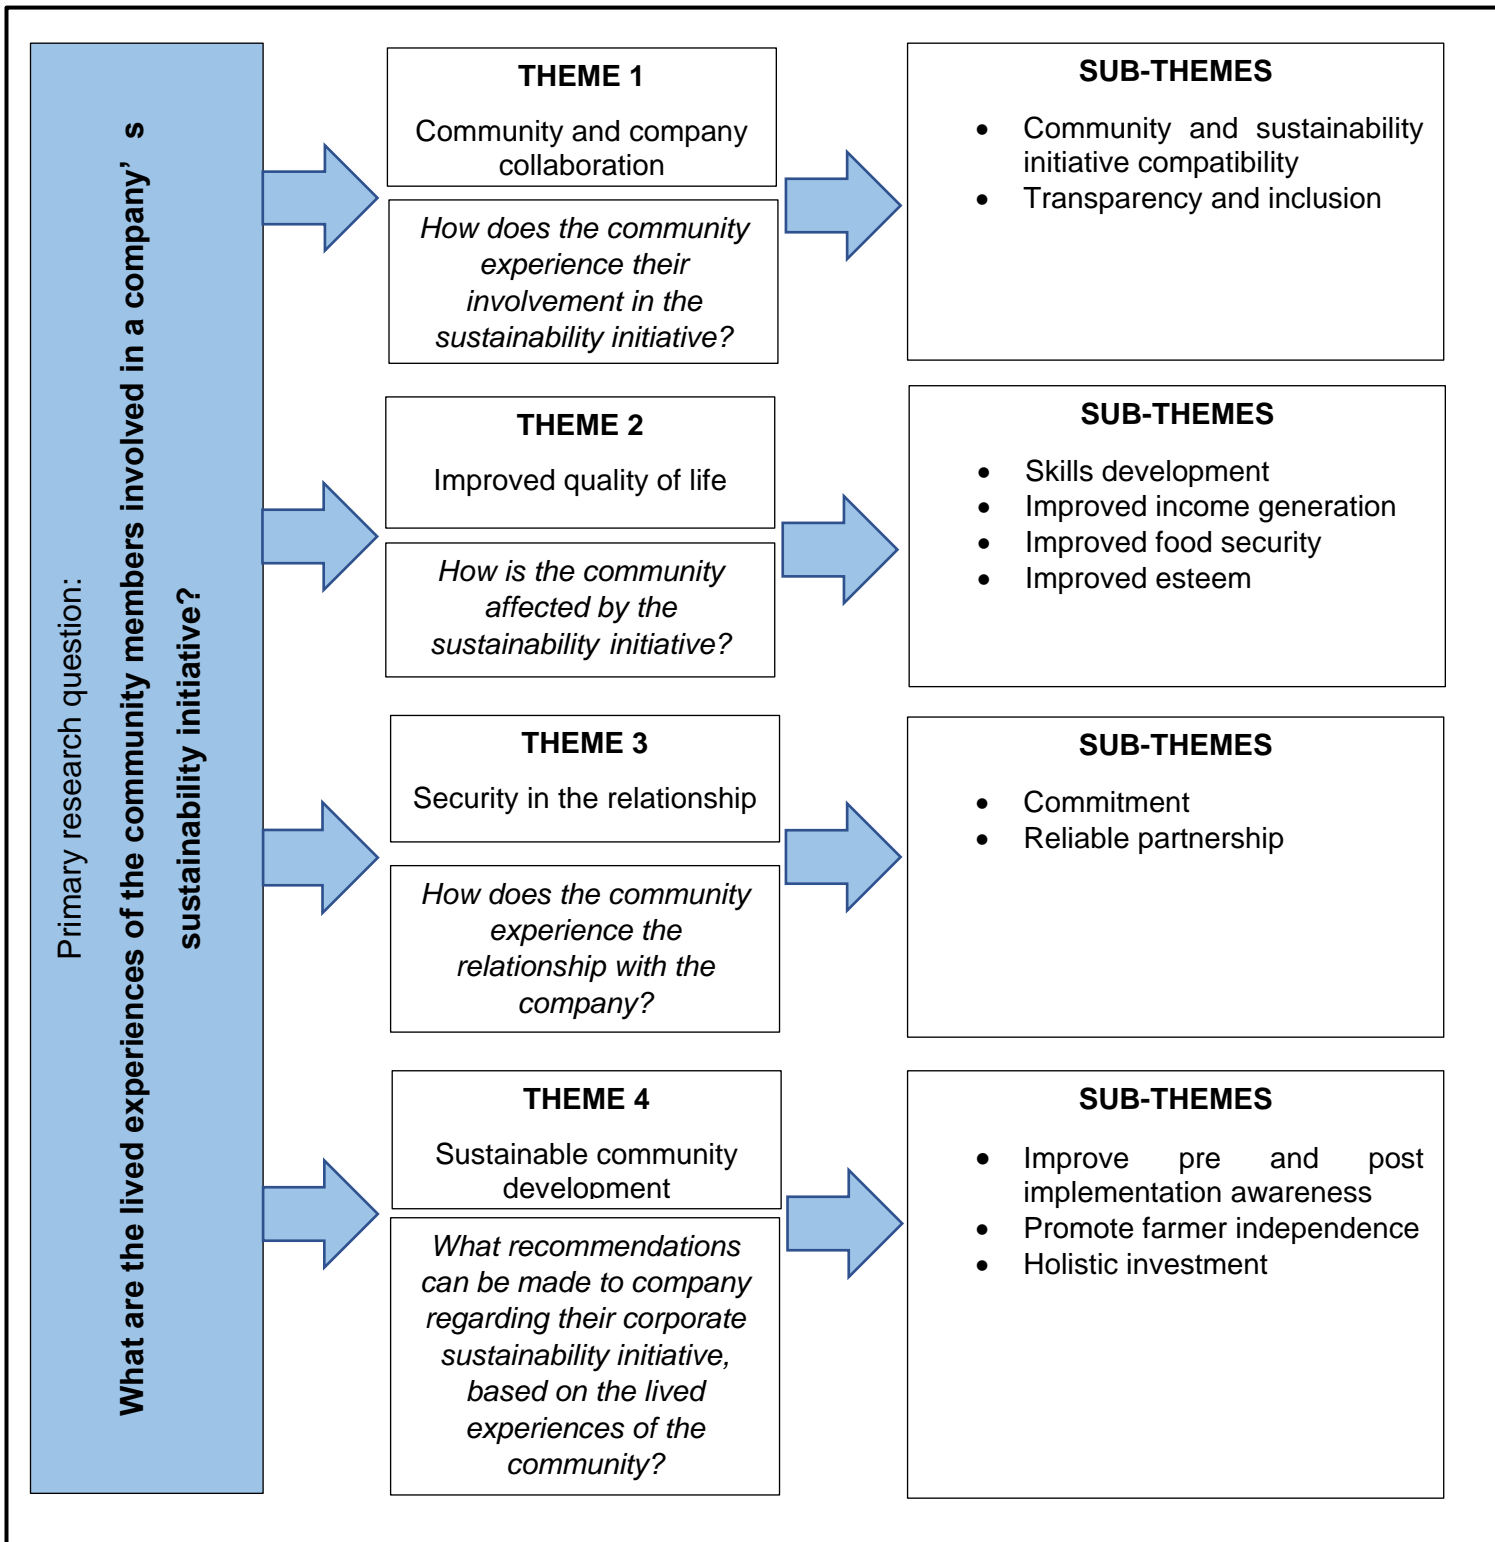 Primary research question:
What are the lived experiences of the community members involved in a company’ s
sustainability initiative?
THEME 1
Community and company
collaboration
How does the community
experience their
involvement in the
sustainability initiative?
SUB-THEMES
• Community and sustainability
initiative compatibility
• Transparency and inclusion
THEME 2
Improved quality of life
How is the community
affected by the
sustainability initiative?
SUB-THEMES
• Skills development
• Improved income generation
• Improved food security
• Improved esteem
THEME 3
Security in the relationship
How does the community
experience the
relationship with the
company?
SUB-THEMES
• Commitment
• Reliable partnership
THEME 4
Sustainable community
development
What recommendations
can be made to company
regarding their corporate
sustainability initiative,
based on the lived
experiences of the
community?
SUB-THEMES
• Improve pre and post
implementation awareness
• Promote farmer independence
• Holistic investment